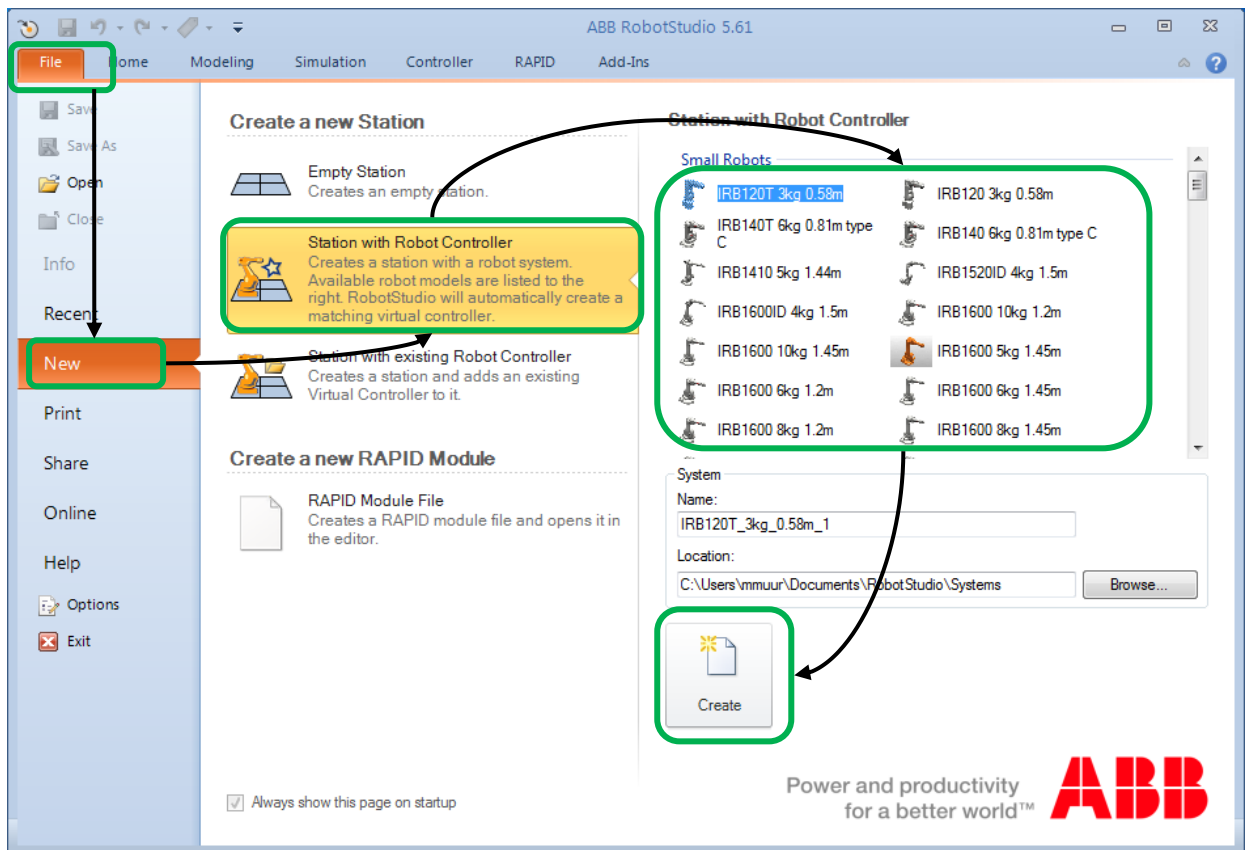 ABB RobotStudio 5.61
File
Home
Modeling
Simulation
Controller
RAPID
Add-Ins
Save
Save As
Open
Close
Info
Recent
New
Print
Share
Online
Help
Options
Exit
Create a new Station
Empty Station
Creates an empty station.
Station with Robot Controller
Creates a station with a robot system.
Available robot models are listed to the
right. RobotStudio will automatically create a
matching virtual controller.
Station with existing Robot Controller
Creates a station and adds an existing
Virtual Controller to it.
Create a new RAPID Module
RAPID Module File
Creates a RAPID module file and opens it in
the editor.
Always show this page on startup
Station with Robot Controller
Small Robots
IRB120T 3kg 0.58m
IRB120 3kg 0.58m
IRB140T 6kg 0.81m type
C
IRB140 6kg 0.81m type C
IRB1410 5kg 1.44m
IRB1520ID 4kg 1.5m
IRB1600ID 4kg 1.5m
IRB1600 10kg 1.2m
IRB1600 10kg 1.45m
IRB1600 5kg 1.45m
IRB1600 6kg 1.2m
IRB1600 6kg 1.45m
IRB1600 8kg 1.2m
IRB1600 8kg 1.45m
System
Name:
IRB120T_3kg_0.58m_1
Location:
C:\Users\mmuur\Documents\RobotStudio\Systems
Browse...
Create
Power and productivity
for a better world™
ABB